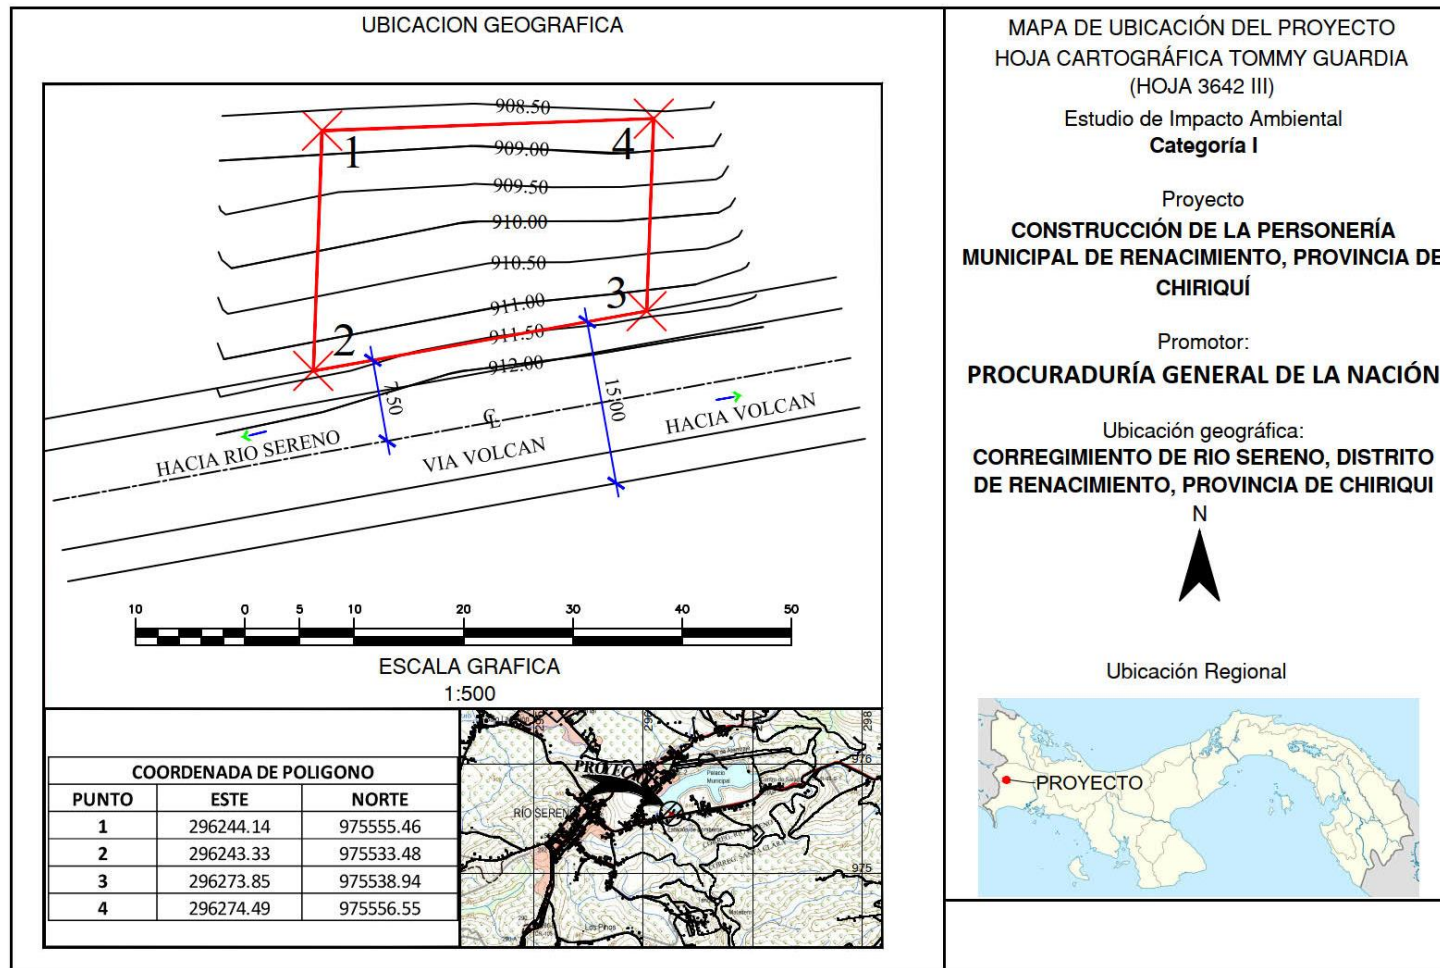 UBICACION GEOGRAFICA
908.50
1
4
909.00
909.50
910.00
910.50
911.00
3
911.50
2
912.00
7.50
15.00
HACIA RIO SERENO
VIA VOLCAN
HACIA VOLCAN
10 0 5 10 20 30 40 50
ESCALA GRAFICA
1:500
COORDENADA DE POLIGONO
PUNTO ESTE NORTE
1 296244.14 975555.46
2 296243.33 975533.48
3 296273.85 975538.94
4 296274.49 975556.55
976
Palacio
Municipal
RÍO SERENO
975
Los Pinos
MAPA DE UBICACIÓN DEL PROYECTO
HOJA CARTOGRÁFICA TOMMY GUARDIA
(HOJA 3642 III)
Estudio de Impacto Ambiental
Categoría I
Proyecto
CONSTRUCCIÓN DE LA PERSONERÍA
MUNICIPAL DE RENACIMIENTO, PROVINCIA DE
CHIRIQUÍ
Promotor:
PROCURADURÍA GENERAL DE LA NACIÓN
Ubicación geográfica:
CORREGIMIENTO DE RIO SERENO, DISTRITO
DE RENACIMIENTO, PROVINCIA DE CHIRIQUI
N
Ubicación Regional
PROYECTO